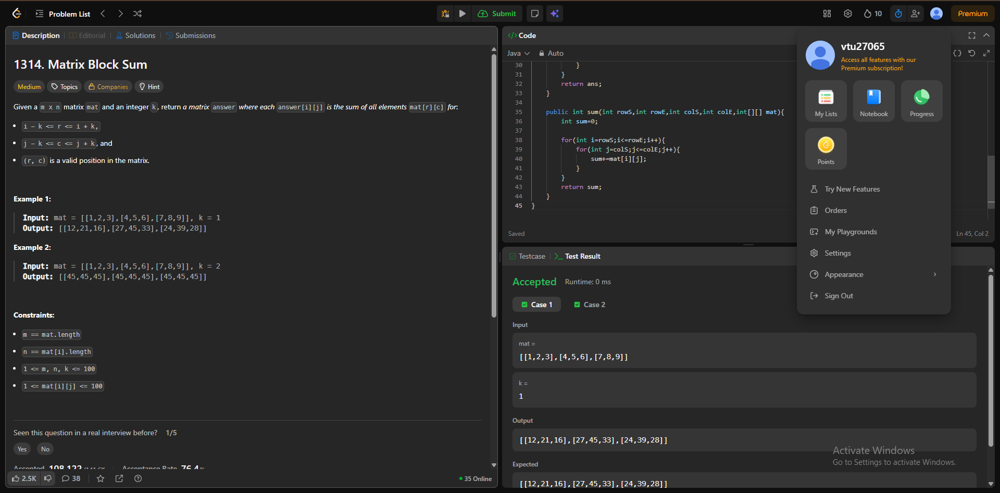 Problem List
Submit
10
Premium
Description
Editorial
Solutions
Submissions
1314. Matrix Block Sum
Medium
Topics
Companies
Hint
Given a m x n matrix mat and an integer k, return a matrix answer where each answer[i][j] is the sum of all elements mat[r][c] for:
i - k <= r <= i + k,
j - k <= c <= j + k, and
(r, c) is a valid position in the matrix.
Example 1:
Input: mat = [[1,2,3],[4,5,6],[7,8,9]], k = 1
Output: [[12,21,16],[27,45,33],[24,39,28]]
Example 2:
Input: mat = [[1,2,3],[4,5,6],[7,8,9]], k = 2
Output: [[45,45,45],[45,45,45],[45,45,45]]
Constraints:
m == mat.length
n == mat[i].length
1 <= m, n, k <= 100
1 <= mat[i][j] <= 100
Seen this question in a real interview before? 1/5
Yes
No
Accepted 108,122
Acceptance Rate 76.4%
2.5K
38
35 Online
</> Code
Java
Auto
30 }
31 }
32 return ans;
33 }
34
35 public int sum(int rowS,int rowE,int colS,int colE,int[][] mat){
36 int sum=0;
37
38 for(int i=rowS;i<=rowE;i++){
39 for(int j=colS;j<=colE;j++){
40 sum+=mat[i][j];
41 }
42 }
43 return sum;
44 }
45 }
Saved
Ln 45, Col 2
Testcase
Test Result
Accepted
Runtime: 0 ms
Case 1
Case 2
Input
mat =
[[1,2,3],[4,5,6],[7,8,9]]
k =
1
Output
[[12,21,16],[27,45,33],[24,39,28]]
Expected
[[12,21,16],[27,45,33],[24,39,28]]
vtu27065
Access all features with our
Premium subscription!
My Lists
Notebook
Progress
Points
Try New Features
Orders
My Playgrounds
Settings
Appearance
Sign Out
Activate Windows
Go to Settings to activate Windows.